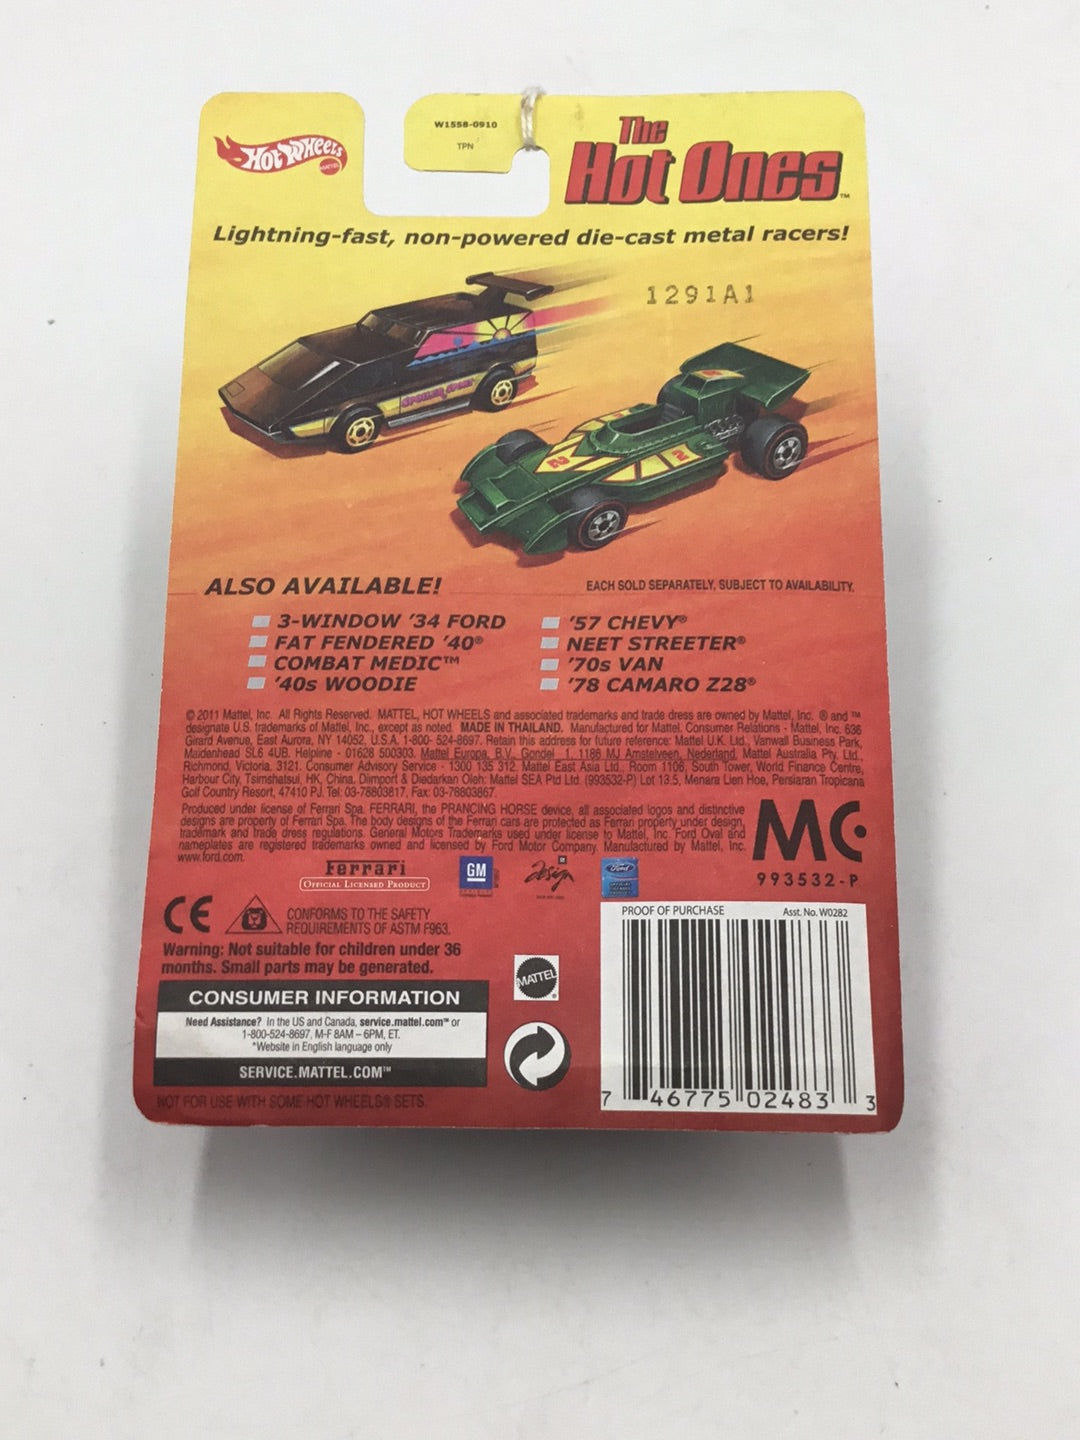 Hot Wheels
MATTEL
W1558-0910
TPN
The
Hot Ones™
Lightning-fast, non-powered die-cast metal racers!
1291A1
SPOILER SPORT
2
2
ALSO AVAILABLE!
EACH SOLD SEPARATELY, SUBJECT TO AVAILABILITY.
3-WINDOW '34 FORD
FAT FENDERED '40®
COMBAT MEDIC™
'40s WOODIE
'57 CHEVY®
NEET STREETER®
'70s VAN
'78 CAMARO Z28®
© 2011 Mattel, Inc. All Rights Reserved. MATTEL, HOT WHEELS and associated trademarks and trade dress are owned by Mattel, Inc. ® and ™
designate U.S. trademarks of Mattel, Inc., except as noted. MADE IN THAILAND. Manufactured for Mattel. Consumer Relations - Mattel, Inc. 636
Girard Avenue, East Aurora, NY 14052, U.S.A. 1-800- 524-8697. Retain this address for future reference: Mattel U.K. Ltd., Vanwall Business Park,
Maidenhead SL6 4UB. Helpline - 01628 500303. Mattel Europa, B.V., Gondel 1, 1186 MJ Amstelveen, Nederland. Mattel Australia Pty. Ltd.,
Richmond, Victoria. 3121. Consumer Advisory Service - 1300 135 312. Mattel East Asia Ltd., Room 1106, South Tower, World Finance Centre,
Harbour City, Tsimshatsui, HK, China. Diimport & Diedarkan Oleh: Mattel SEA Ptd Ltd. (993532-P) Lot 13.5, Menara Lien Hoe, Persiaran Tropicana
Golf Country Resort, 47410 PJ. Tel: 03-78803817, Fax: 03-78803867.
Produced under license of Ferrari Spa. FERRARI, the PRANCING HORSE device, all associated logos and distinctive
designs are property of Ferrari Spa. The body designs of the Ferrari cars are protected as Ferrari property under design,
trademark and trade dress regulations. General Motors Trademarks used under license to Mattel, Inc. Ford Oval and
nameplates are registered trademarks owned and licensed by Ford Motor Company. Manufactured by Mattel, Inc.
www.ford.com.
MC
993532-P
Ferrari
OFFICIAL LICENSED PRODUCT
GM
design
Ford
CE
CONFORMS TO THE SAFETY
REQUIREMENTS OF ASTM F963.
Warning: Not suitable for children under 36
months. Small parts may be generated.
CONSUMER INFORMATION
Need Assistance? In the US and Canada, service.mattel.com™ or
1-800-524-8697, M-F 8AM – 6PM, ET.
*Website in English language only
SERVICE.MATTEL.COM™
NOT FOR USE WITH SOME HOT WHEELS® SETS.
MATTEL
PROOF OF PURCHASE
Asst. No. W0282
7 46775 02483 3